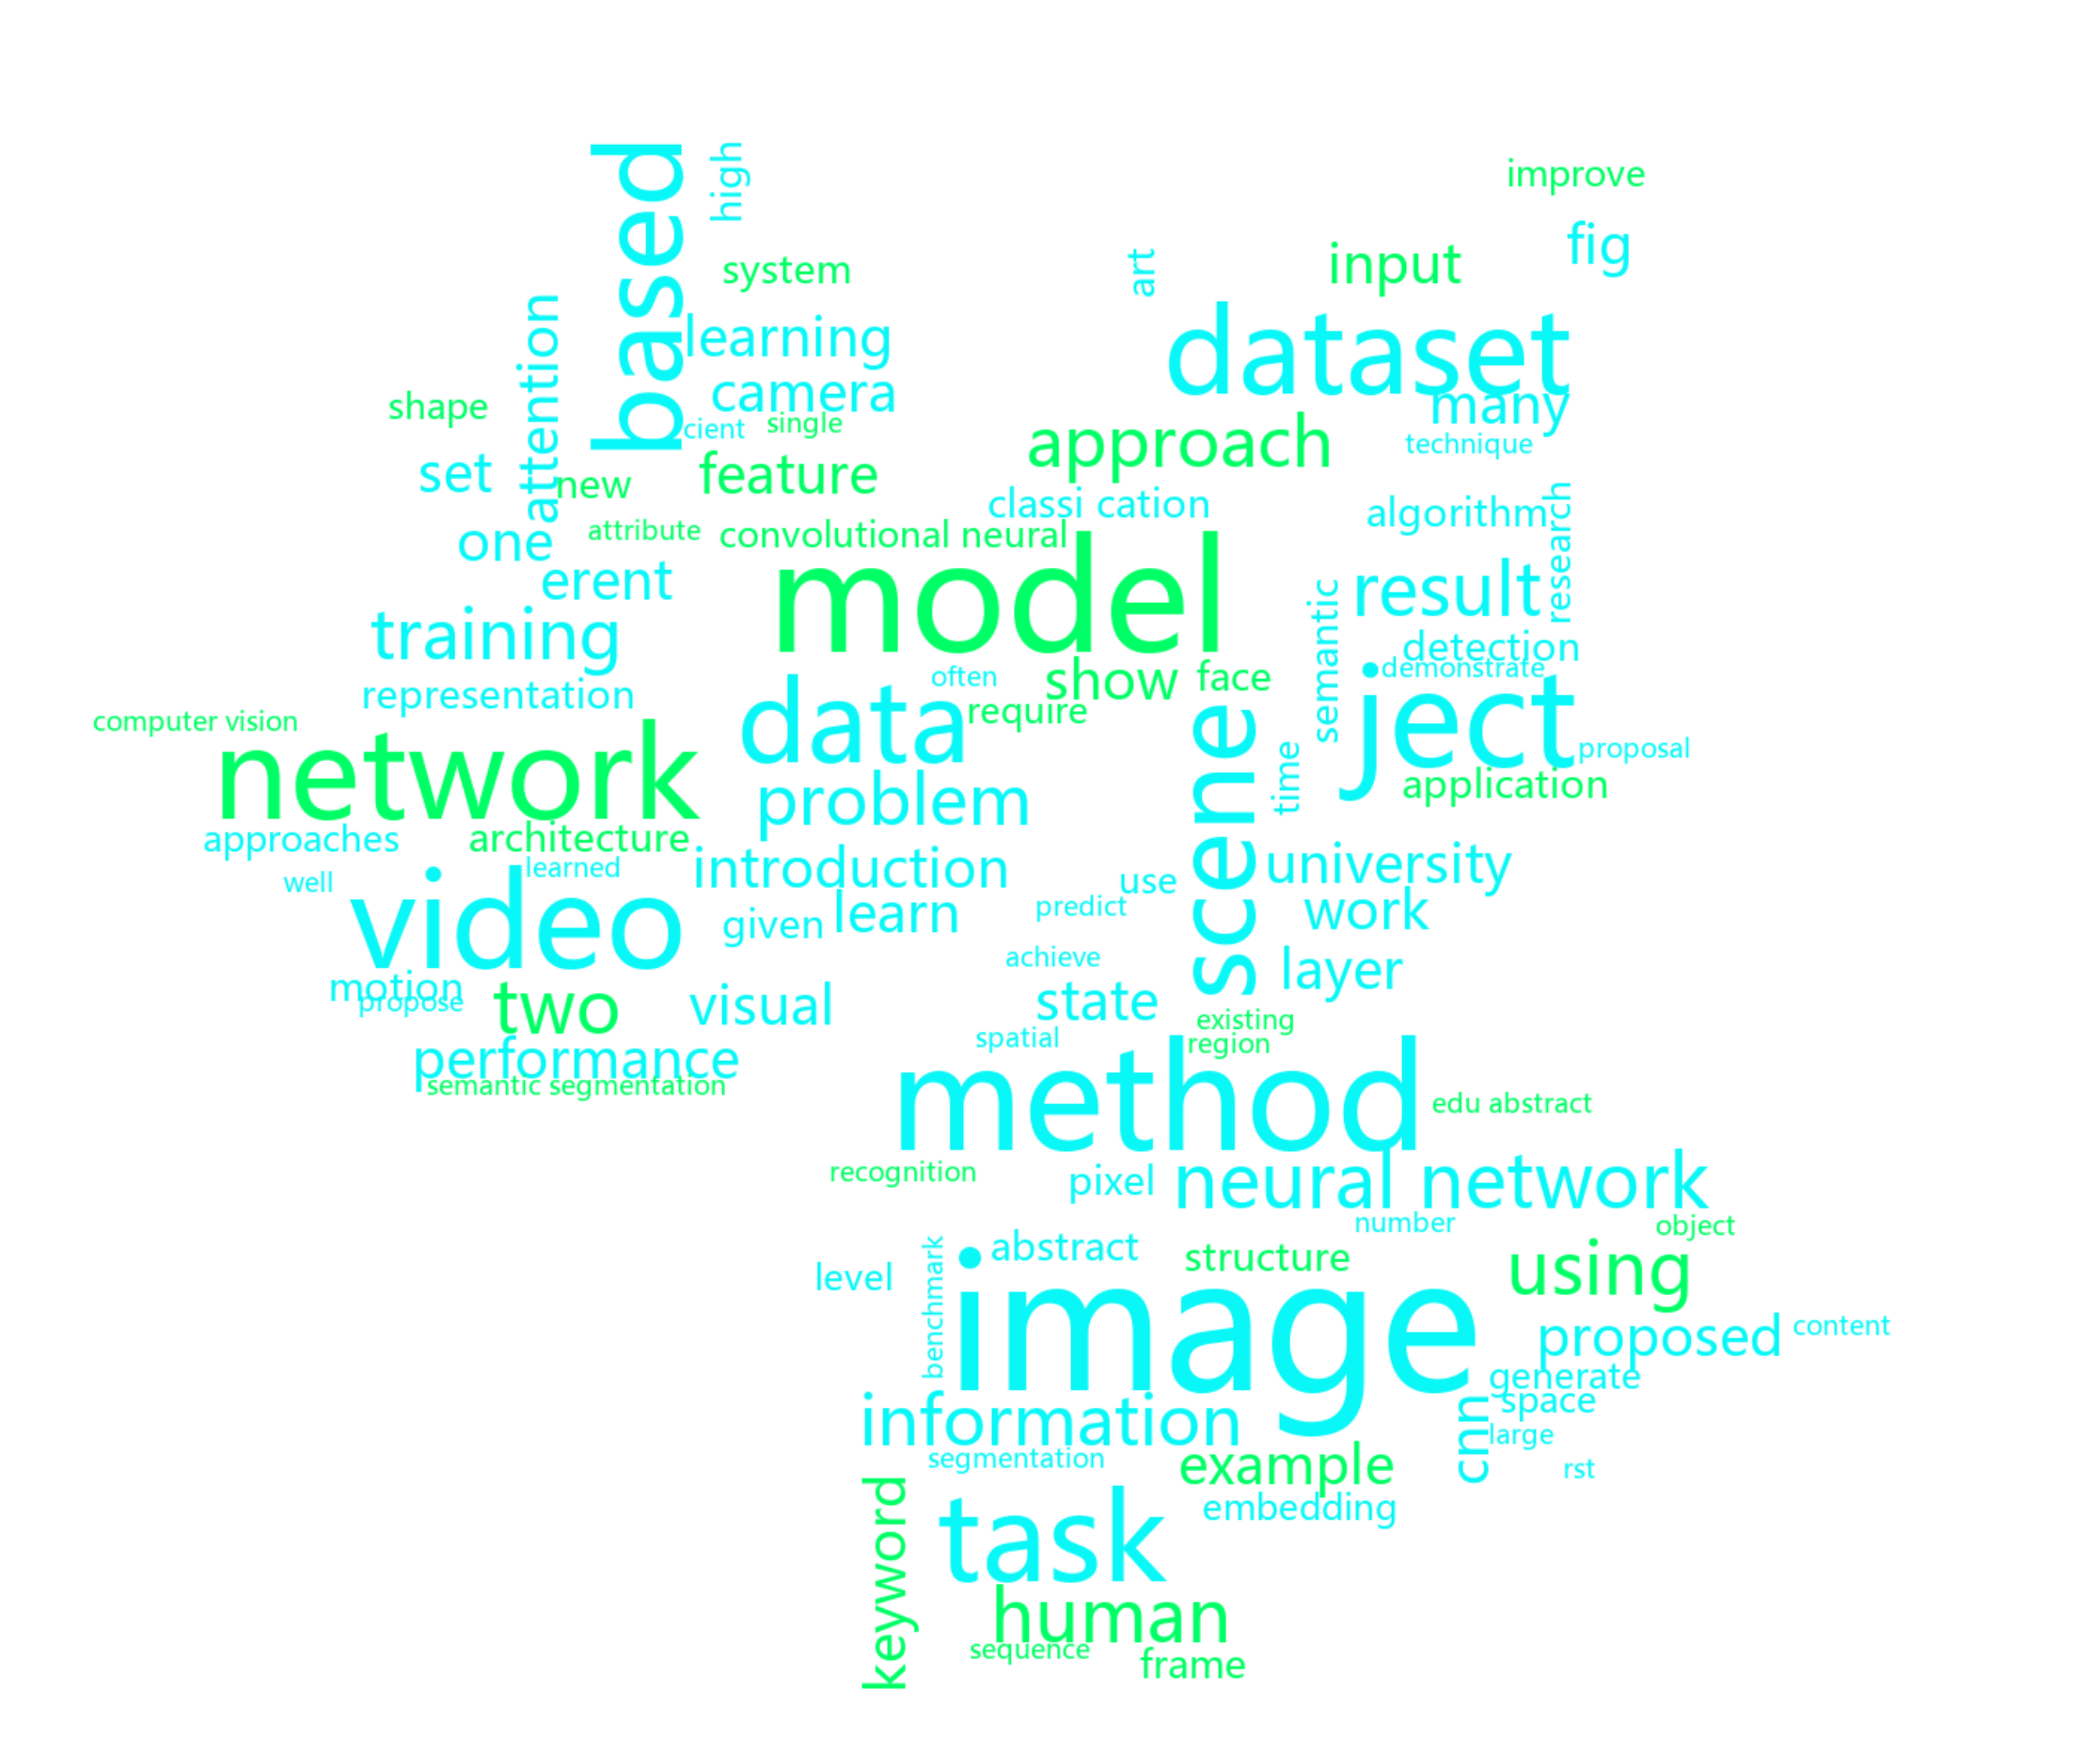 based
high
improve
fig
system
art
input
attention
learning
dataset
camera
many
shape
cient
single
approach
technique
set
new
feature
classi cation
algorithm
research
one
attribute
convolutional neural
erent
model
result
training
semantic
detection
often
show
face
demonstrate
representation
data
require
ject
computer vision
network
scene
time
proposal
problem
application
approaches
architecture
introduction
university
well
learned
use
video
given
learn
predict
work
achieve
layer
motion
propose
two
visual
state
existing
spatial
region
performance
semantic segmentation
method
edu abstract
recognition
pixel
neural network
number
object
level
benchmark
abstract
structure
using
image
proposed
content
generate
space
information
cnn
large
segmentation
example
rst
keyword
task
embedding
human
sequence
frame